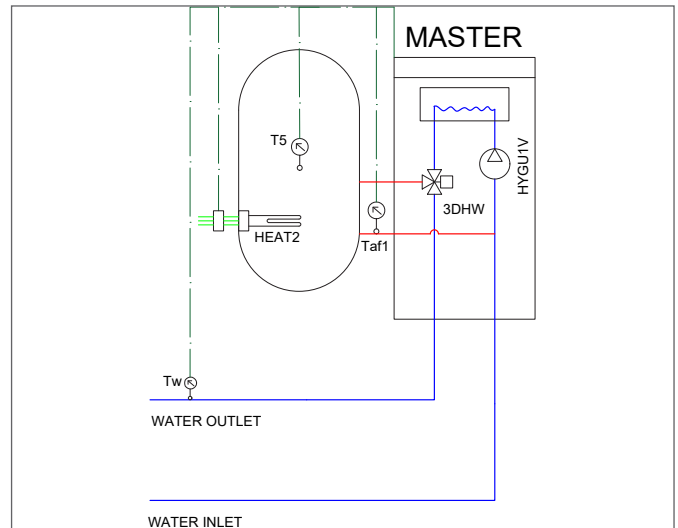 MASTER
T5
HYGU1V
3DHW
HEAT2
Taf1
Tw
WATER OUTLET
WATER INLET